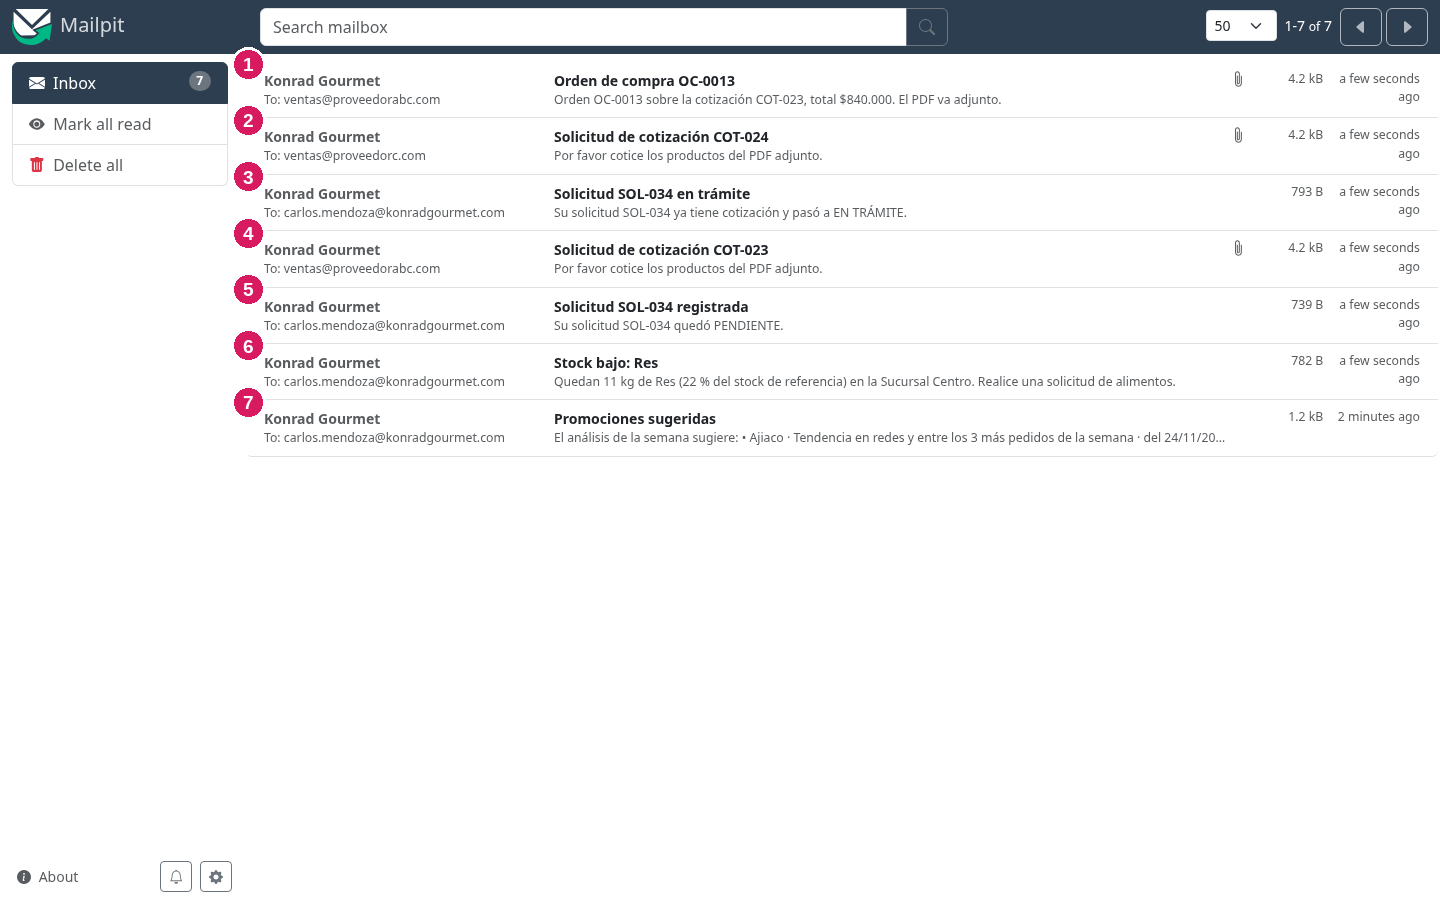 Mailpit
Search mailbox
50
1-7 of 7
Inbox 7
Mark all read
Delete all
1
Konrad Gourmet
To: ventas@proveedorabc.com
Orden de compra OC-0013
Orden OC-0013 sobre la cotización COT-023, total $840.000. El PDF va adjunto.
4.2 kB
a few seconds
ago
2
Konrad Gourmet
To: ventas@proveedorc.com
Solicitud de cotización COT-024
Por favor cotice los productos del PDF adjunto.
4.2 kB
a few seconds
ago
3
Konrad Gourmet
To: carlos.mendoza@konradgourmet.com
Solicitud SOL-034 en trámite
Su solicitud SOL-034 ya tiene cotización y pasó a EN TRÁMITE.
793 B
a few seconds
ago
4
Konrad Gourmet
To: ventas@proveedorabc.com
Solicitud de cotización COT-023
Por favor cotice los productos del PDF adjunto.
4.2 kB
a few seconds
ago
5
Konrad Gourmet
To: carlos.mendoza@konradgourmet.com
Solicitud SOL-034 registrada
Su solicitud SOL-034 quedó PENDIENTE.
739 B
a few seconds
ago
6
Konrad Gourmet
To: carlos.mendoza@konradgourmet.com
Stock bajo: Res
Quedan 11 kg de Res (22 % del stock de referencia) en la Sucursal Centro. Realice una solicitud de alimentos.
782 B
a few seconds
ago
7
Konrad Gourmet
To: carlos.mendoza@konradgourmet.com
Promociones sugeridas
El análisis de la semana sugiere: • Ajiaco · Tendencia en redes y entre los 3 más pedidos de la semana · del 24/11/20...
1.2 kB
2 minutes ago
About